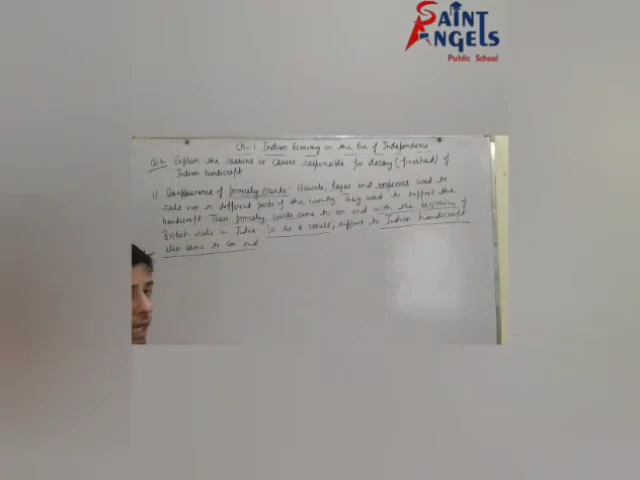 SAINT
ANGELS
Public School
Ch-1 Indian Economy on the Eve of Independence
Q.2. Explain the reasons or causes responsible for decay (finished) of
Indian handicraft
1) Disappearance of princely courts: Nawabs, Rajas and emperors used to
rule over in different parts of the country. They used to support the
handicraft. These princely courts came to an end with the beginning of
British rule in India. So as a result, support to Indian handicraft
also came to an end